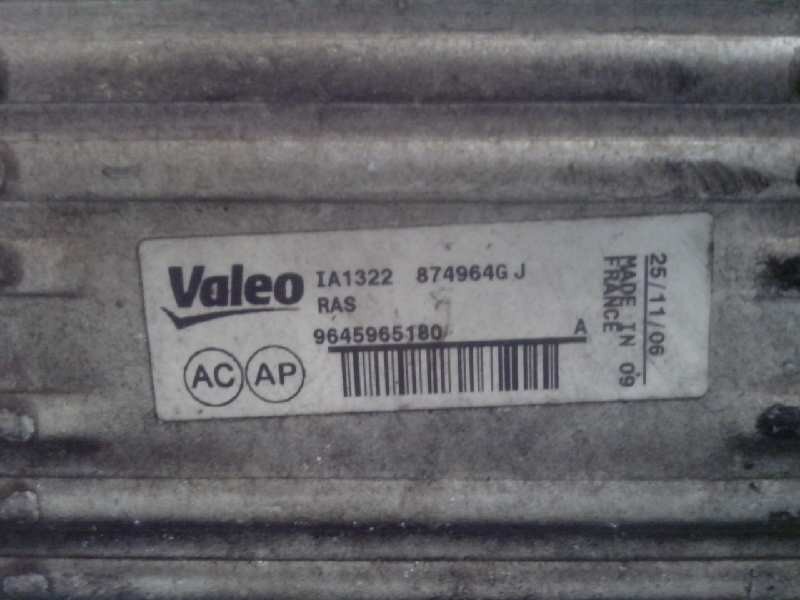 Valeo
IA1322 874964G J
RAS
9645965180 A
AC AP
25/11/06
MADE IN 09
FRANCE